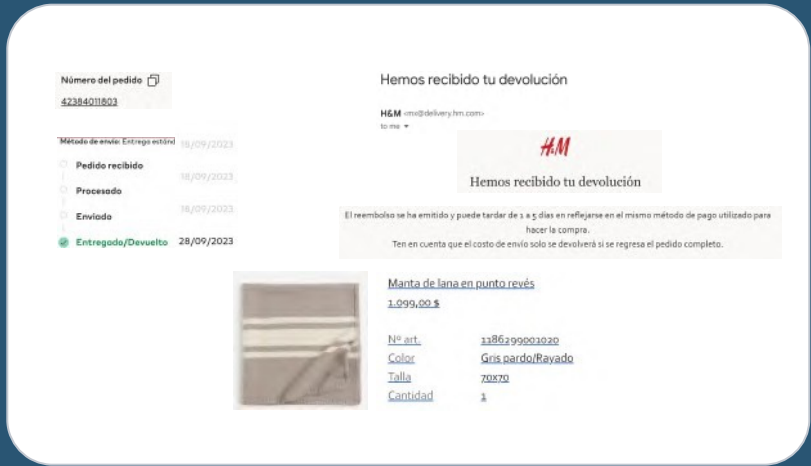 Número del pedido
42384011803
Método de envío: Entrega estánd
18/09/2023
Pedido recibido
18/09/2023
Procesado
18/09/2023
Enviado
Entregado/Devuelto 28/09/2023
Hemos recibido tu devolución
H&M <mx@delivery.hm.com>
to me
H&M
Hemos recibido tu devolución
El reembolso se ha emitido y puede tardar de 1 a 5 días en reflejarse en el mismo método de pago utilizado para
hacer la compra.
Ten en cuenta que el costo de envío solo se devolverá si se regresa el pedido completo.
Manta de lana en punto revés
1.099,00 $
Nº art. 1186299001020
Color Gris pardo/Rayado
Talla 70X70
Cantidad 1